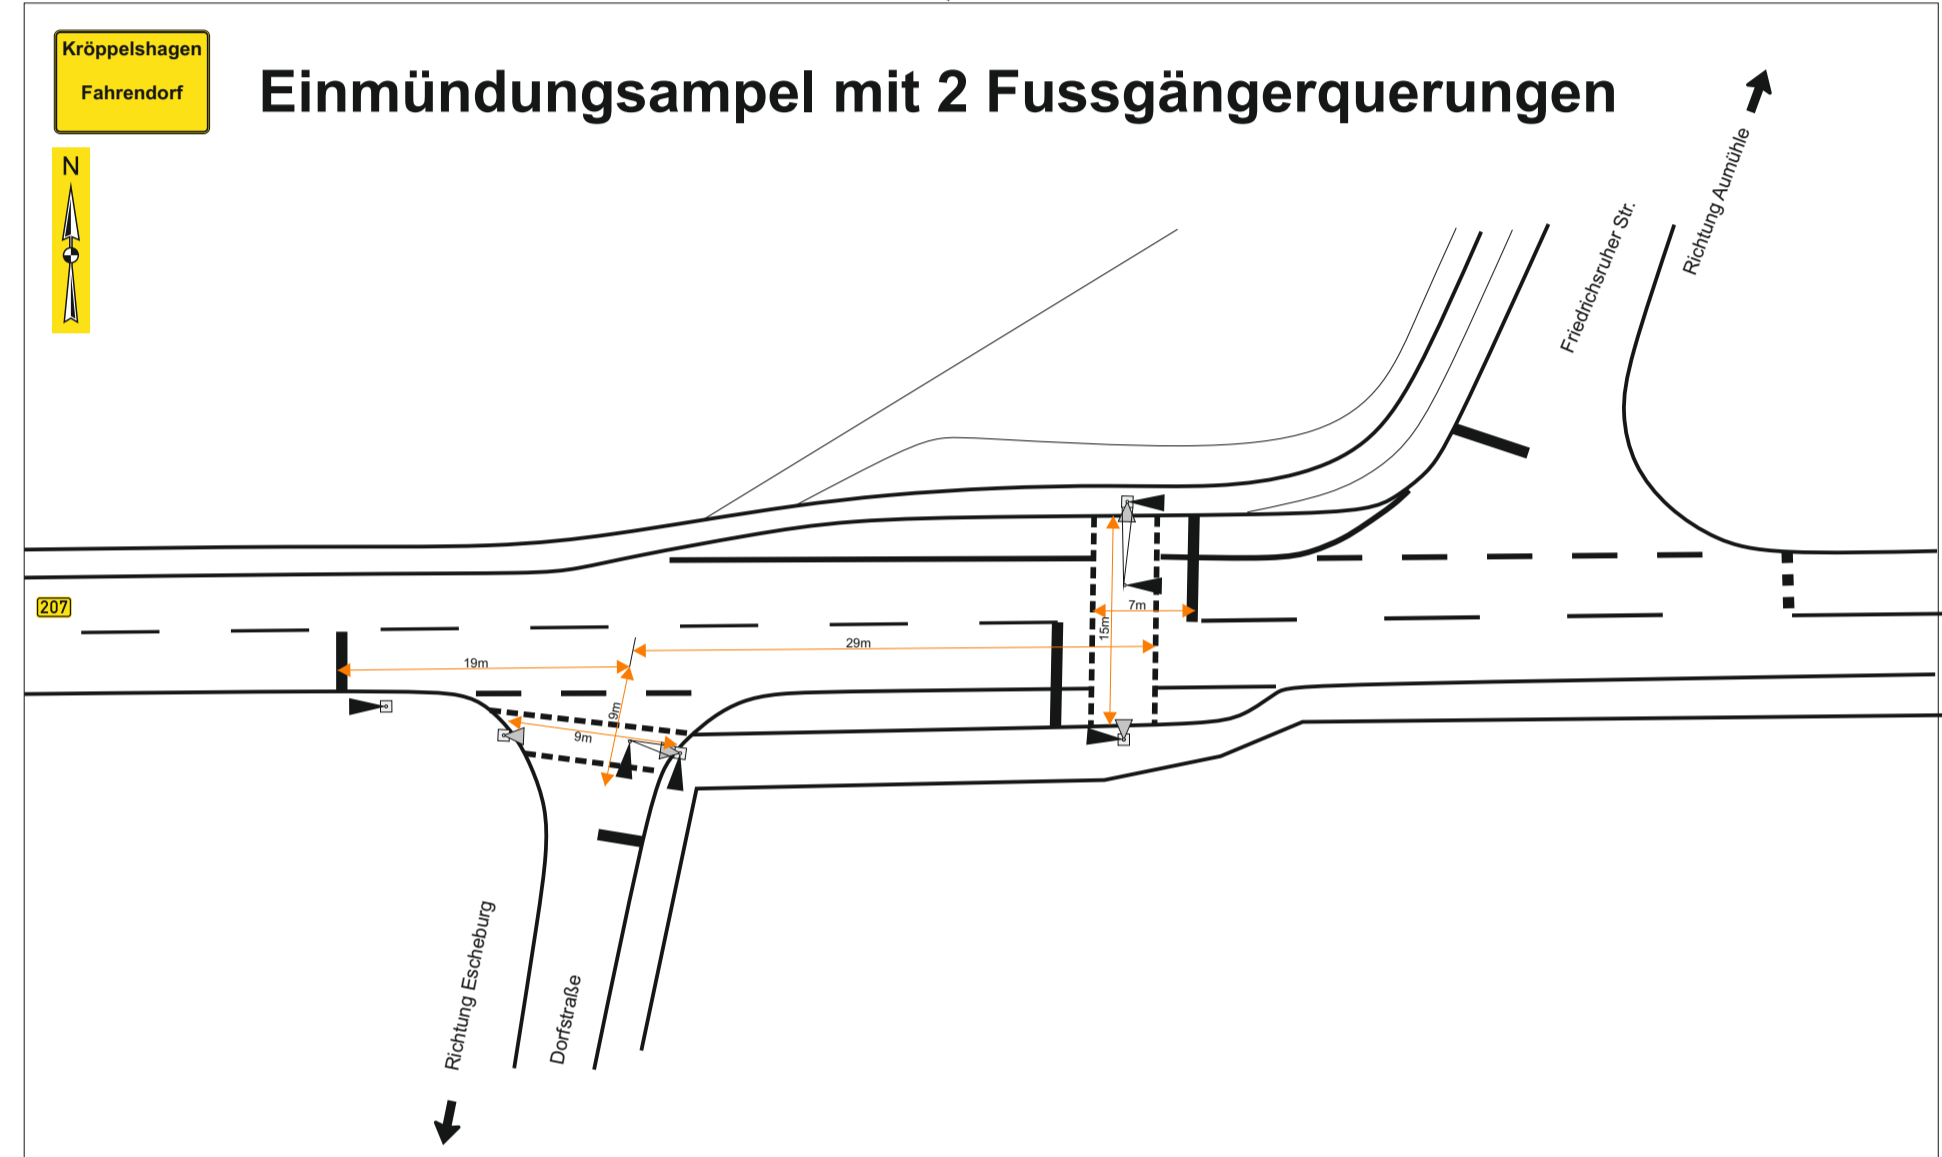 Kröppelshagen
Fahrendorf
Einmündungsampel mit 2 Fussgängerquerungen
N
Richtung Aumühle
Friedrichsruher Str.
207
7m
15m
29m
19m
9m
9m
Richtung Escheburg
Dorfstraße